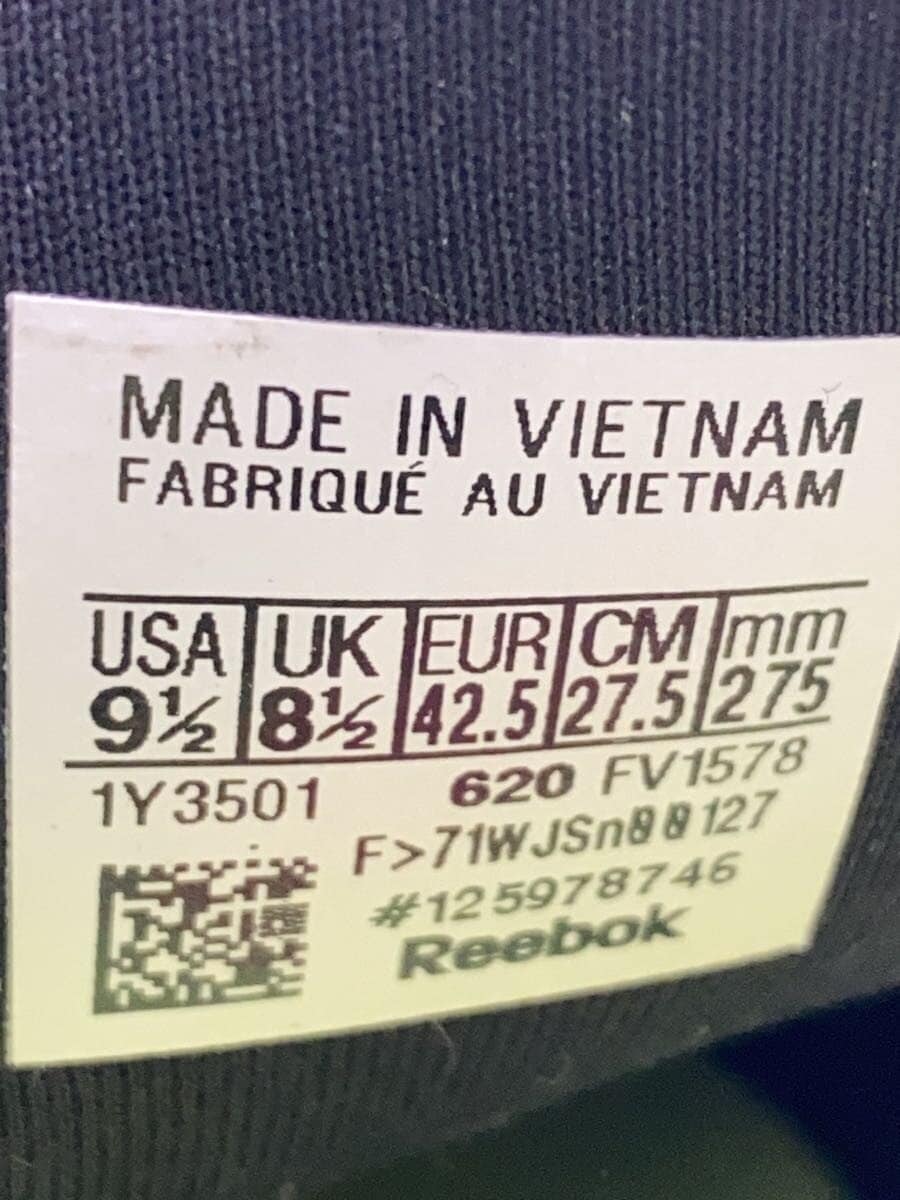 MADE IN VIETNAM
FABRIQUÉ AU VIETNAM
USA UK EUR CM mm
9½ 8½ 42.5 27.5 275
1Y3501 620 FV1578
#125978746
Reebok